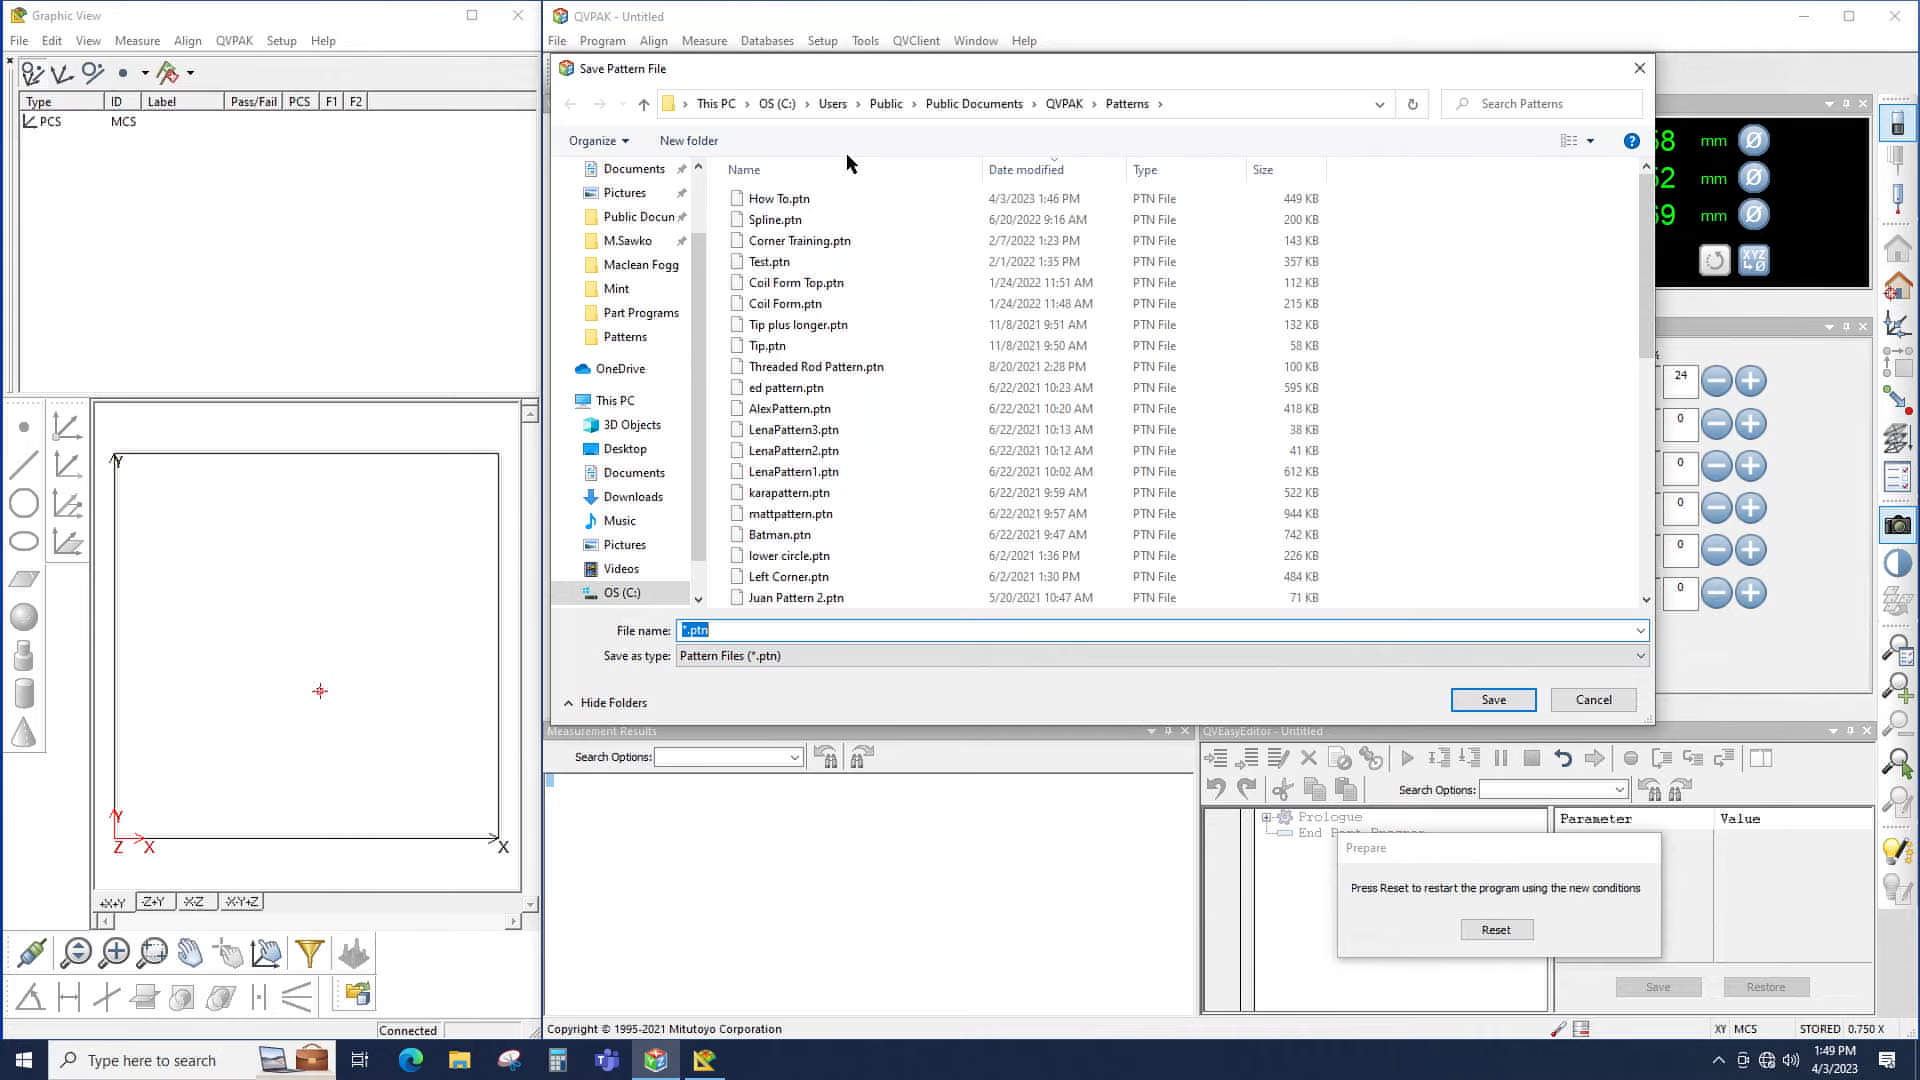 Graphic View
File Edit View Measure Align QVPAK Setup Help
Type ID Label Pass/Fail PCS F1 F2
PCS MCS
Y
Y
Z X X
+X+Y -Z+Y -X-Z -X-Y+Z
Connected
QVPAK - Untitled
File Program Align Measure Databases Setup Tools QVClient Window Help
Save Pattern File
This PC OS (C:) Users Public Public Documents QVPAK Patterns
Search Patterns
Organize New folder
Documents
Pictures
Public Docun
M.Sawko
Maclean Fogg
Mint
Part Programs
Patterns
OneDrive
This PC
3D Objects
Desktop
Documents
Downloads
Music
Pictures
Videos
OS (C:)
Name Date modified Type Size
How To.ptn 4/3/2023 1:46 PM PTN File 449 KB
Spline.ptn 6/20/2022 9:16 AM PTN File 200 KB
Corner Training.ptn 2/7/2022 1:23 PM PTN File 143 KB
Test.ptn 2/1/2022 1:35 PM PTN File 357 KB
Coil Form Top.ptn 1/24/2022 11:51 AM PTN File 112 KB
Coil Form.ptn 1/24/2022 11:48 AM PTN File 215 KB
Tip plus longer.ptn 11/8/2021 9:51 AM PTN File 132 KB
Tip.ptn 11/8/2021 9:50 AM PTN File 58 KB
Threaded Rod Pattern.ptn 8/20/2021 2:28 PM PTN File 100 KB
ed pattern.ptn 6/22/2021 10:23 AM PTN File 595 KB
AlexPattern.ptn 6/22/2021 10:20 AM PTN File 418 KB
LenaPattern3.ptn 6/22/2021 10:13 AM PTN File 38 KB
LenaPattern2.ptn 6/22/2021 10:12 AM PTN File 41 KB
LenaPattern1.ptn 6/22/2021 10:02 AM PTN File 612 KB
karapattern.ptn 6/22/2021 9:59 AM PTN File 522 KB
mattpattern.ptn 6/22/2021 9:57 AM PTN File 944 KB
Batman.ptn 6/22/2021 9:47 AM PTN File 742 KB
lower circle.ptn 6/2/2021 1:36 PM PTN File 226 KB
Left Corner.ptn 6/2/2021 1:30 PM PTN File 484 KB
Juan Pattern 2.ptn 5/20/2021 10:47 AM PTN File 71 KB
File name: *.ptn
Save as type: Pattern Files (*.ptn)
Hide Folders Save Cancel
58 mm
52 mm
69 mm
XYZ
24
0
0
0
0
0
Measurement Results
Search Options:
QVEasyEditor - Untitled
Search Options:
Prologue
End Part Program
Parameter Value
Prepare
Press Reset to restart the program using the new conditions
Reset
Save Restore
Copyright © 1995-2021 Mitutoyo Corporation
XY MCS STORED 0.750 X
Type here to search
1:49 PM
4/3/2023